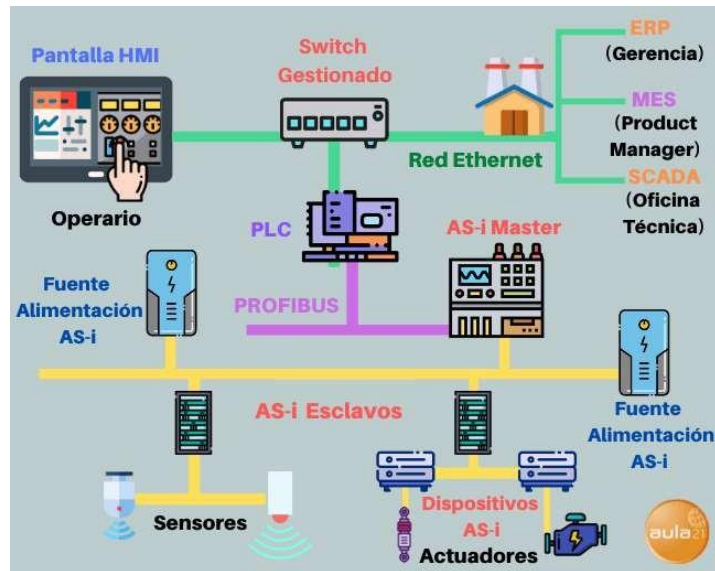 Pantalla HMI
Switch
Gestionado
ERP
(Gerencia)
MES
(Product
Manager)
SCADA
(Oficina
Técnica)
Red Ethernet
Operario
PLC
AS-i Master
Fuente
Alimentación
AS-i
PROFIBUS
AS-i Esclavos
Fuente
Alimentación
AS-i
Sensores
Dispositivos
AS-i
Actuadores
aula21